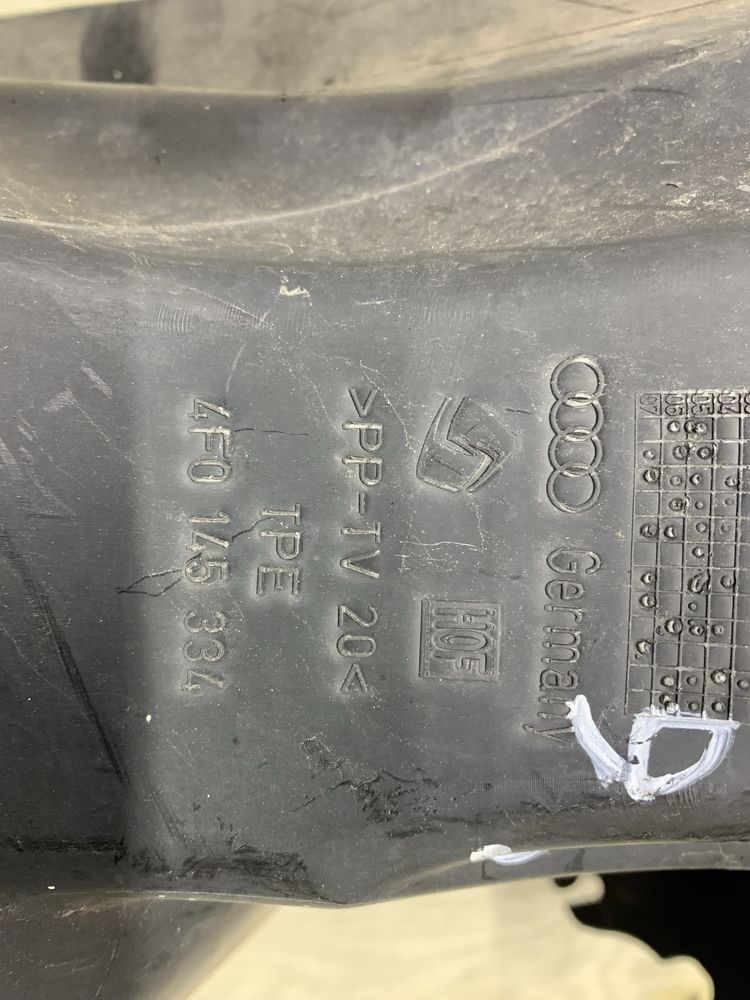 Germany
HOF
>PP-TV 20<
TPE
4F0 145 334